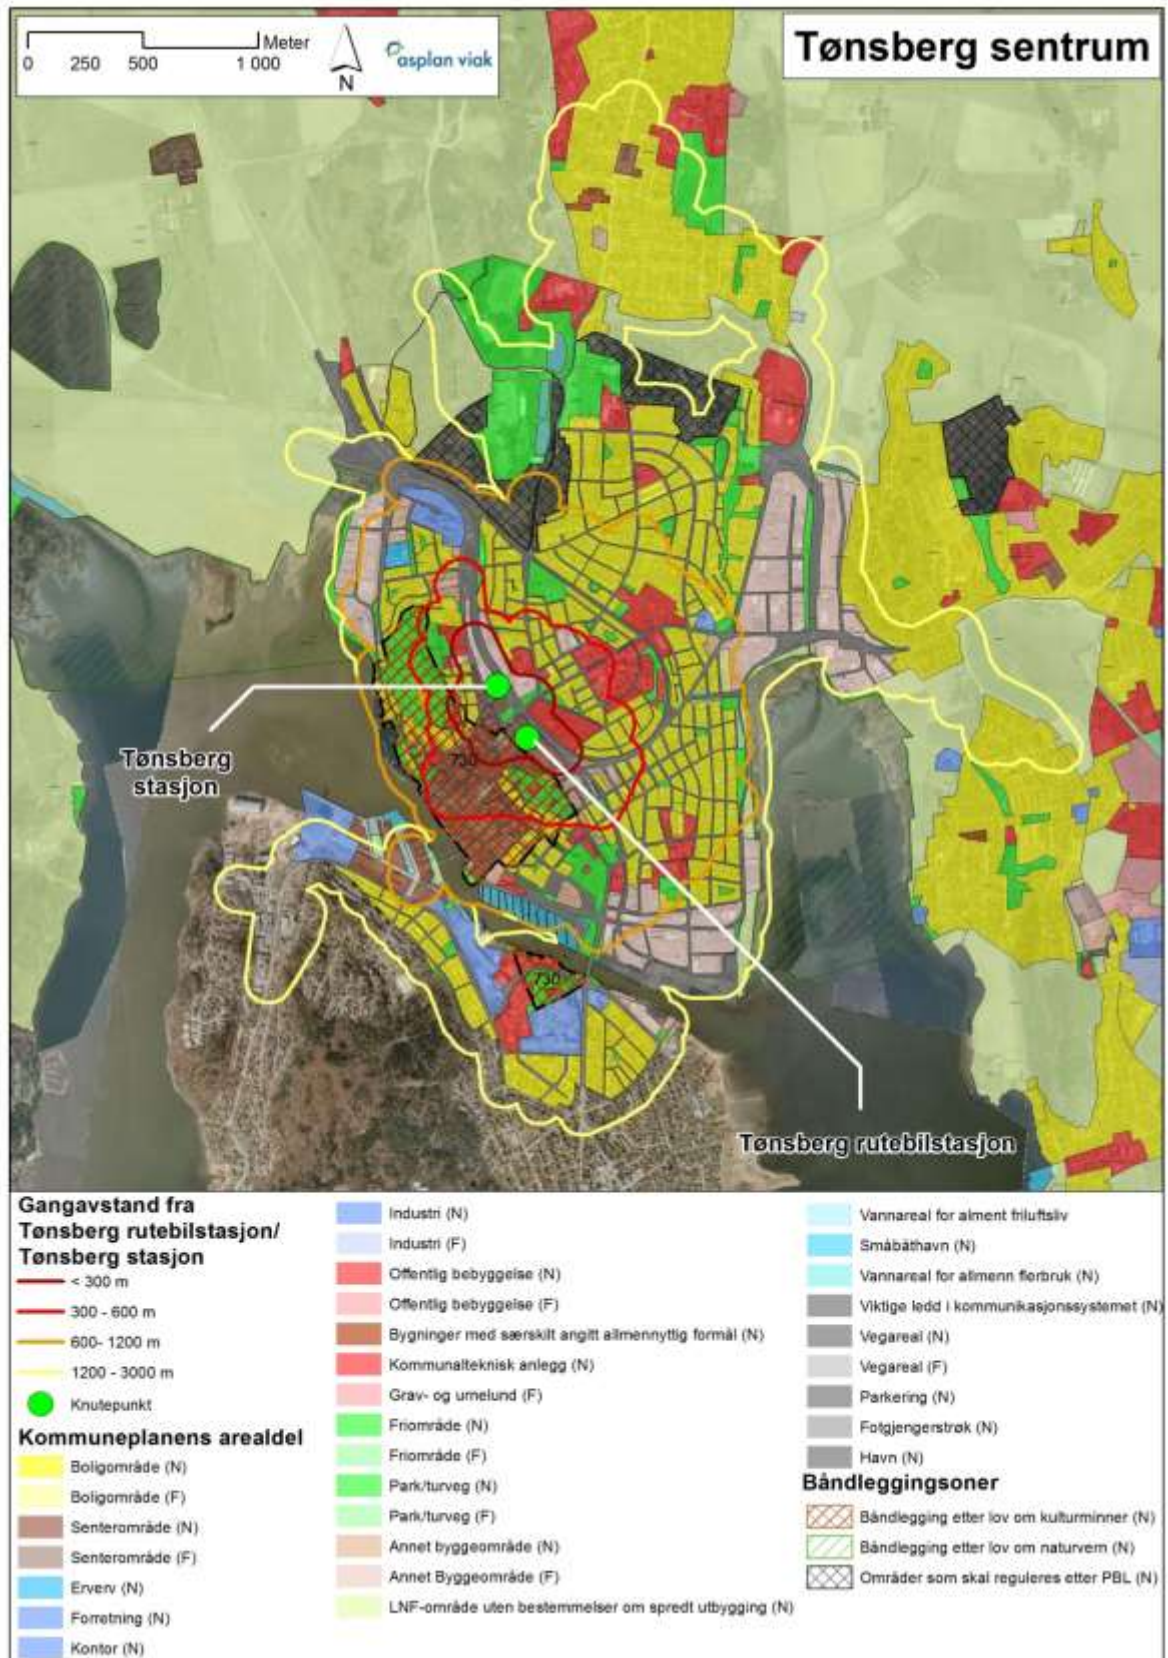 Tønsberg sentrum
Meter
0 250 500 1 000
N
asplan viak
730
Tønsberg
stasjon
730
Tønsberg rutebilstasjon
Gangavstand fra
Tønsberg rutebilstasjon/
Tønsberg stasjon
< 300 m
300 - 600 m
600- 1200 m
1200 - 3000 m
Knutepunkt
Kommuneplanens arealdel
Boligområde (N)
Boligområde (F)
Senterområde (N)
Senterområde (F)
Erverv (N)
Forretning (N)
Kontor (N)
Industri (N)
Industri (F)
Offentlig bebyggelse (N)
Offentlig bebyggelse (F)
Bygninger med særskilt angitt allmennyttig formål (N)
Kommunalteknisk anlegg (N)
Grav- og urnelund (F)
Friområde (N)
Friområde (F)
Park/turveg (N)
Park/turveg (F)
Annet byggeområde (N)
Annet Byggeområde (F)
LNF-område uten bestemmelser om spredt utbygging (N)
Vannareal for alment friluftsliv
Småbåthavn (N)
Vannareal for allmenn flerbruk (N)
Viktige ledd i kommunikasjonssystemet (N)
Vegareal (N)
Vegareal (F)
Parkering (N)
Fotgjengerstrøk (N)
Havn (N)
Båndleggingsoner
Båndlegging etter lov om kulturminner (N)
Båndlegging etter lov om naturvern (N)
Områder som skal reguleres etter PBL (N)